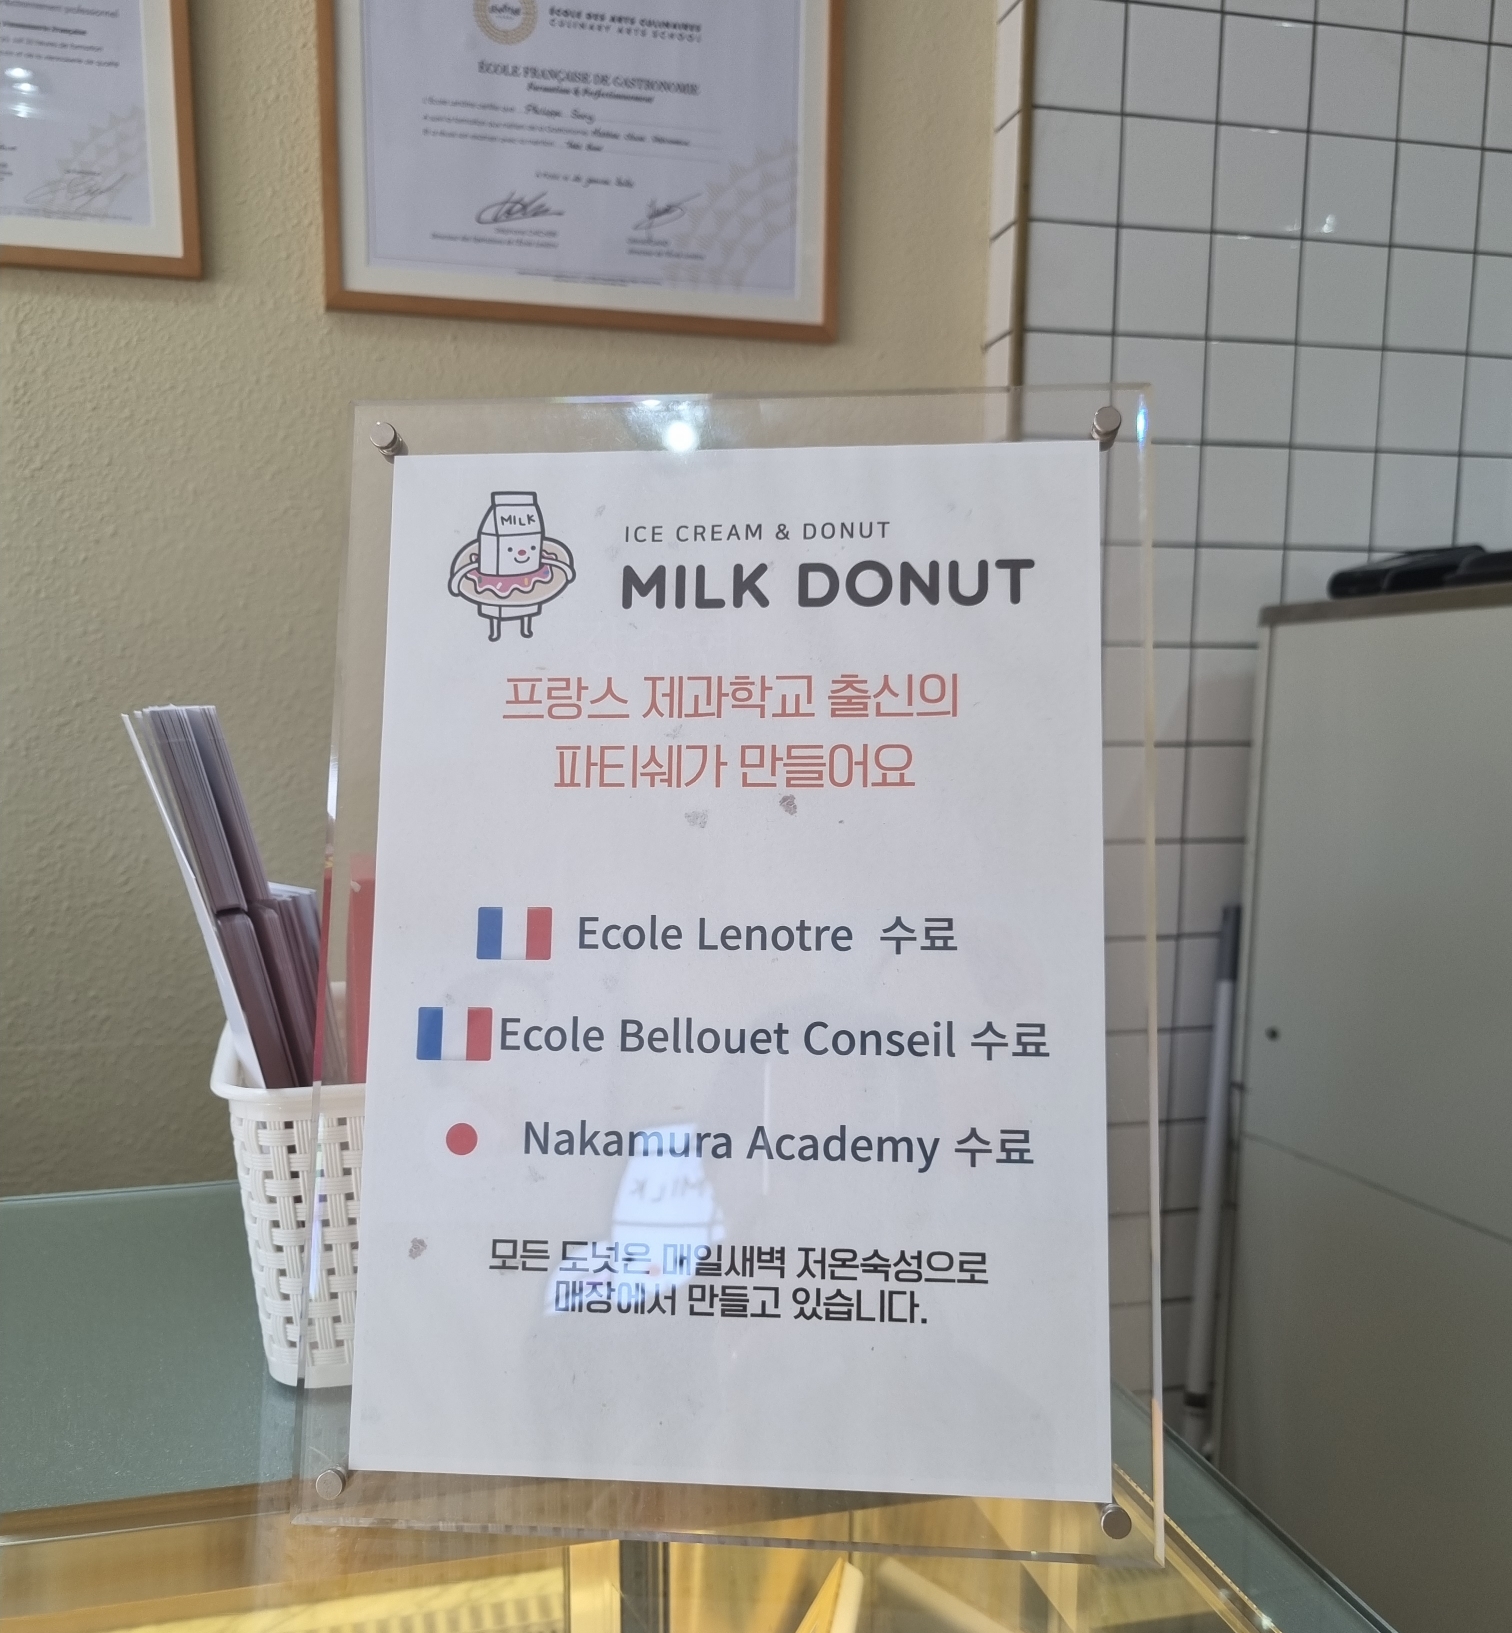 ÉCOLE DES ARTS CULINAIRES
CULINARY ARTS SCHOOL
ÉCOLE FRANÇAISE DE GASTRONOMIE
Formation & Perfectionnement
MILK
ICE CREAM & DONUT
MILK DONUT
프랑스 제과학교 출신의
파티쉐가 만들어요
Ecole Lenotre 수료
Ecole Bellouet Conseil 수료
Nakamura Academy 수료
모든 도넛은 매일새벽 저온숙성으로
매장에서 만들고 있습니다.